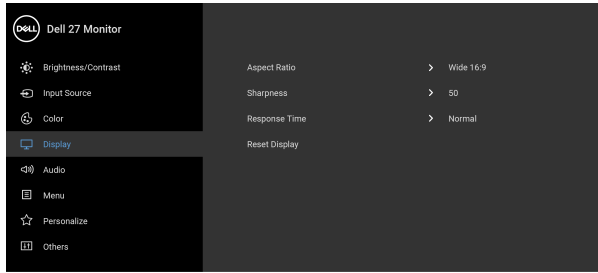 DELL Dell 27 Monitor
Brightness/Contrast
Input Source
Color
Display
Audio
Menu
Personalize
Others
Aspect Ratio > Wide 16:9
Sharpness > 50
Response Time > Normal
Reset Display